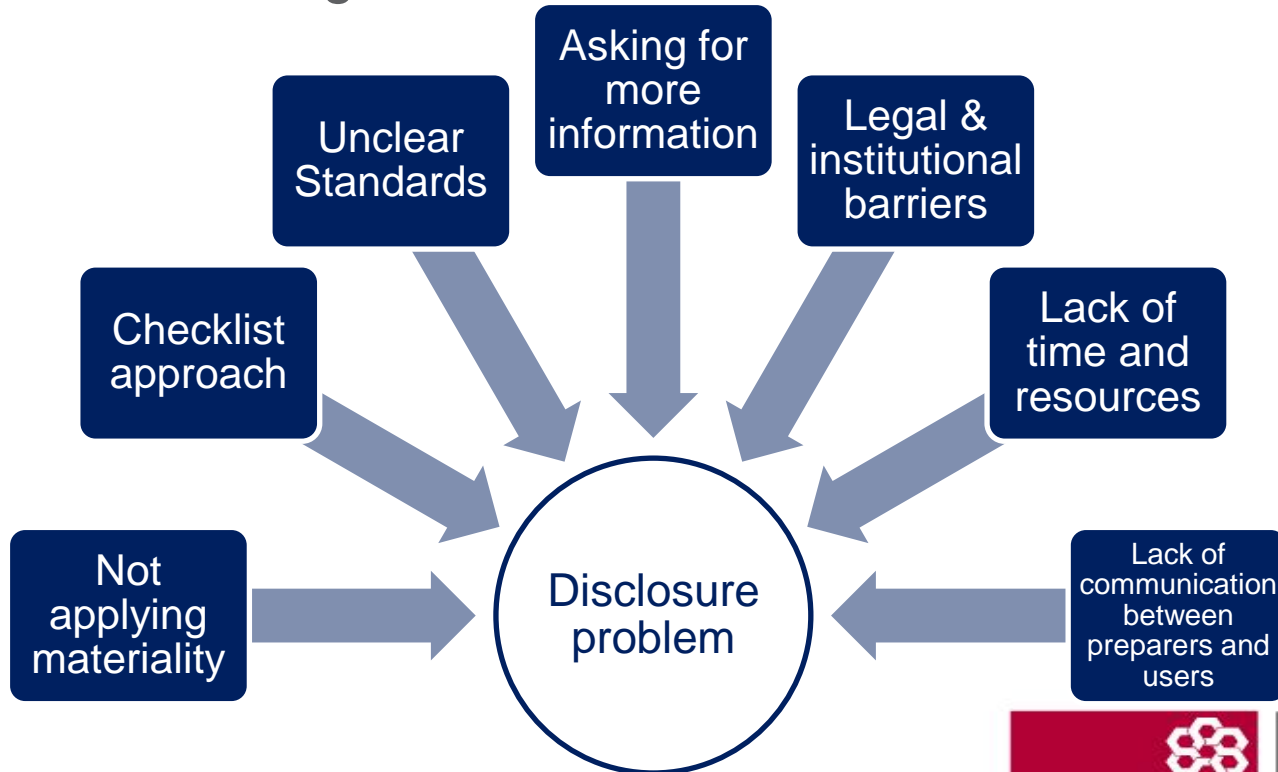 Asking for
more
information
Unclear
Standards
Legal &
institutional
barriers
Checklist
approach
Lack of
time and
resources
Not
applying
materiality
Disclosure
problem
Lack of
communication
between
preparers and
users